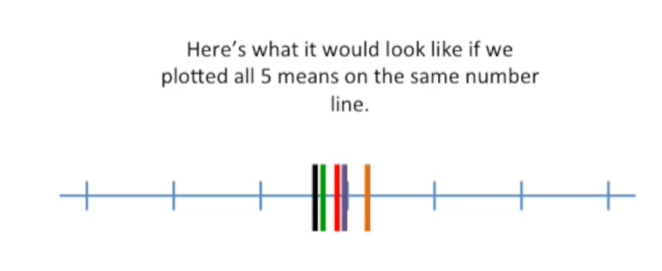 Here’s what it would look like if we
plotted all 5 means on the same number
line.